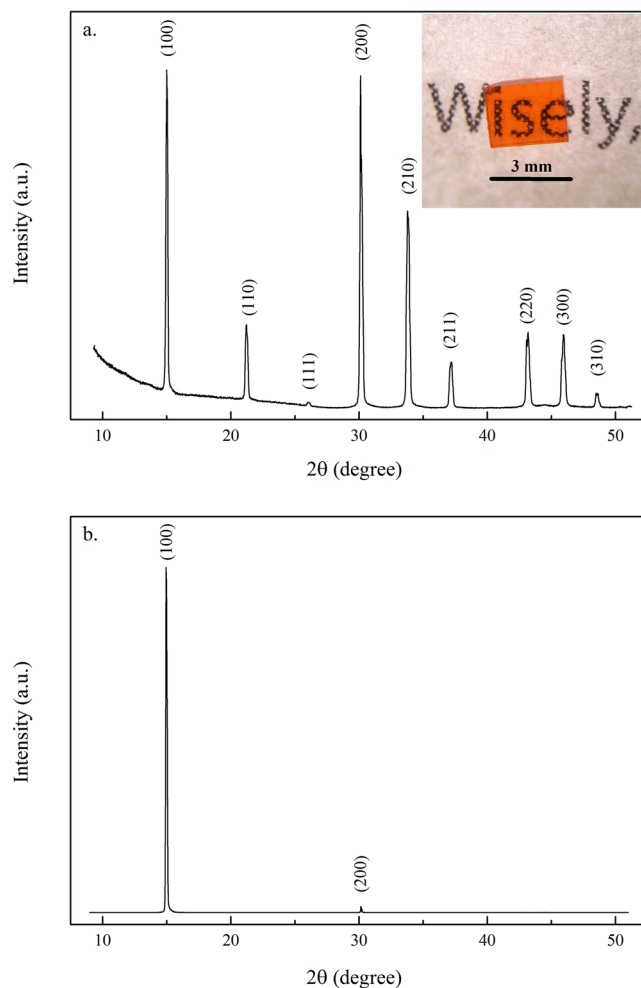 a.
(100)
(200)
(210)
(110)
(111)
(211)
(220)
(300)
(310)
Wisely,
3 mm
Intensity (a.u.)
10 20 30 40 50
2θ (degree)
b.
(100)
(200)
Intensity (a.u.)
10 20 30 40 50
2θ (degree)